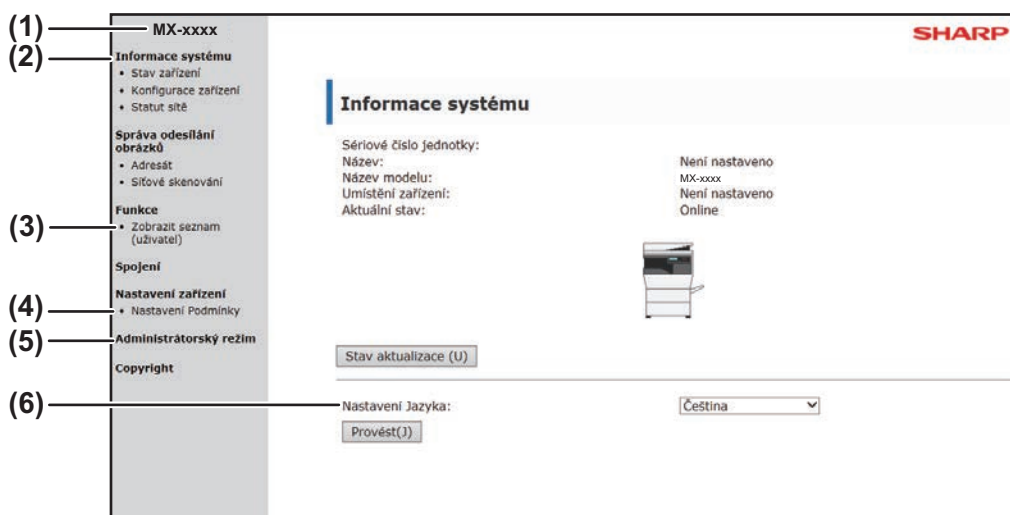 (1) MX-xxxx
SHARP
(2) Informace systému
• Stav zařízení
• Konfigurace zařízení
• Statut sítě
Správa odesílání
obrázků
• Adresát
• Síťové skenování
Funkce
(3) • Zobrazit seznam
(uživatel)
Spojení
Nastavení zařízení
(4) • Nastavení Podmínky
(5) Administrátorský režim
Copyright
Informace systému
Sériové číslo jednotky:
Název: Není nastaveno
Název modelu: MX-xxxx
Umístění zařízení: Není nastaveno
Aktuální stav: Online
Stav aktualizace (U)
(6) Nastavení Jazyka: Čeština
Provést(J)